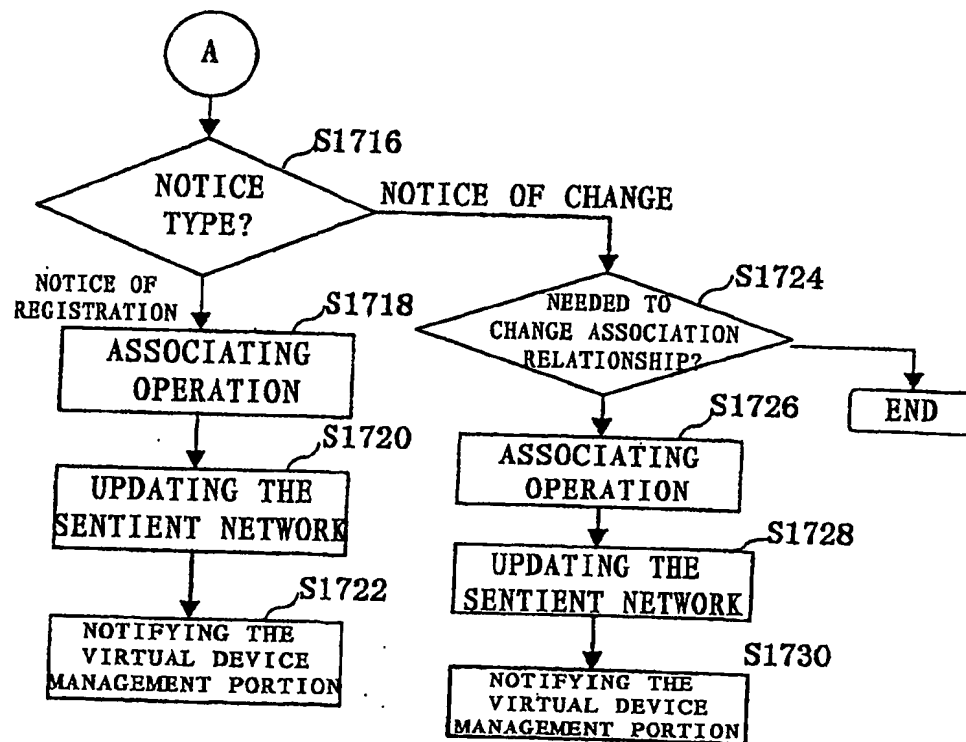 A
S1716
NOTICE
TYPE?
NOTICE OF CHANGE
NOTICE OF
REGISTRATION
S1718
ASSOCIATING
OPERATION
S1720
UPDATING THE
SENTIENT NETWORK
S1722
NOTIFYING THE
VIRTUAL DEVICE
MANAGEMENT PORTION
S1724
NEEDED TO
CHANGE ASSOCIATION
RELATIONSHIP?
END
S1726
ASSOCIATING
OPERATION
S1728
UPDATING THE
SENTIENT NETWORK
S1730
NOTIFYING THE
VIRTUAL DEVICE
MANAGEMENT PORTION